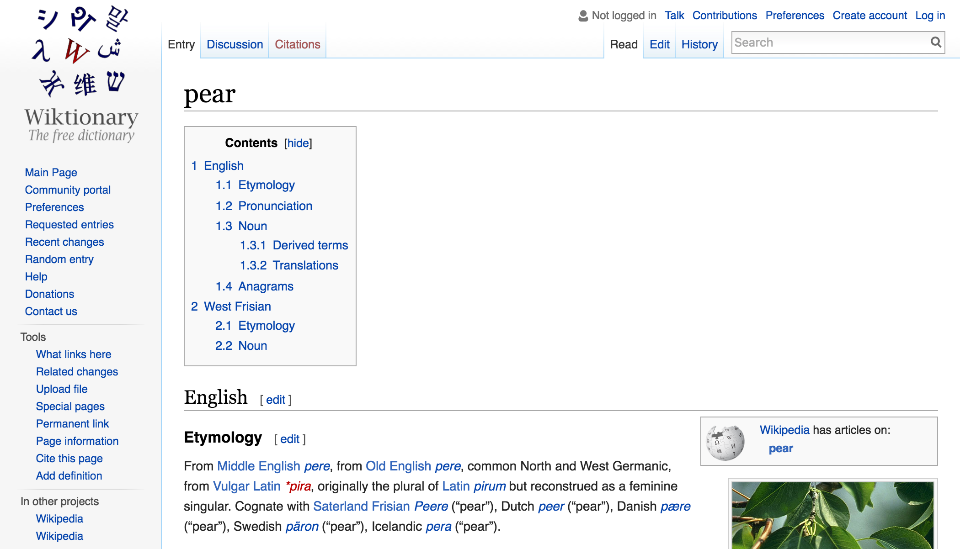 シ
વિ
말
入
W
ش
ネ
維
ש
Wiktionary
The free dictionary
Not logged in Talk Contributions Preferences Create account Log in
Entry Discussion Citations Read Edit History Search
pear
Main Page
Community portal
Preferences
Requested entries
Recent changes
Random entry
Help
Donations
Contact us
Tools
What links here
Related changes
Upload file
Special pages
Permanent link
Page information
Cite this page
Add definition
In other projects
Wikipedia
Wikipedia
Contents [hide]
1 English
1.1 Etymology
1.2 Pronunciation
1.3 Noun
1.3.1 Derived terms
1.3.2 Translations
1.4 Anagrams
2 West Frisian
2.1 Etymology
2.2 Noun
English [ edit ]
Etymology [ edit ]
From Middle English pere, from Old English pere, common North and West Germanic,
from Vulgar Latin *pira, originally the plural of Latin pirum but reconstrued as a feminine
singular. Cognate with Saterland Frisian Peere (“pear”), Dutch peer (“pear”), Danish pære
(“pear”), Swedish päron (“pear”), Icelandic pera (“pear”).
Wikipedia has articles on:
pear